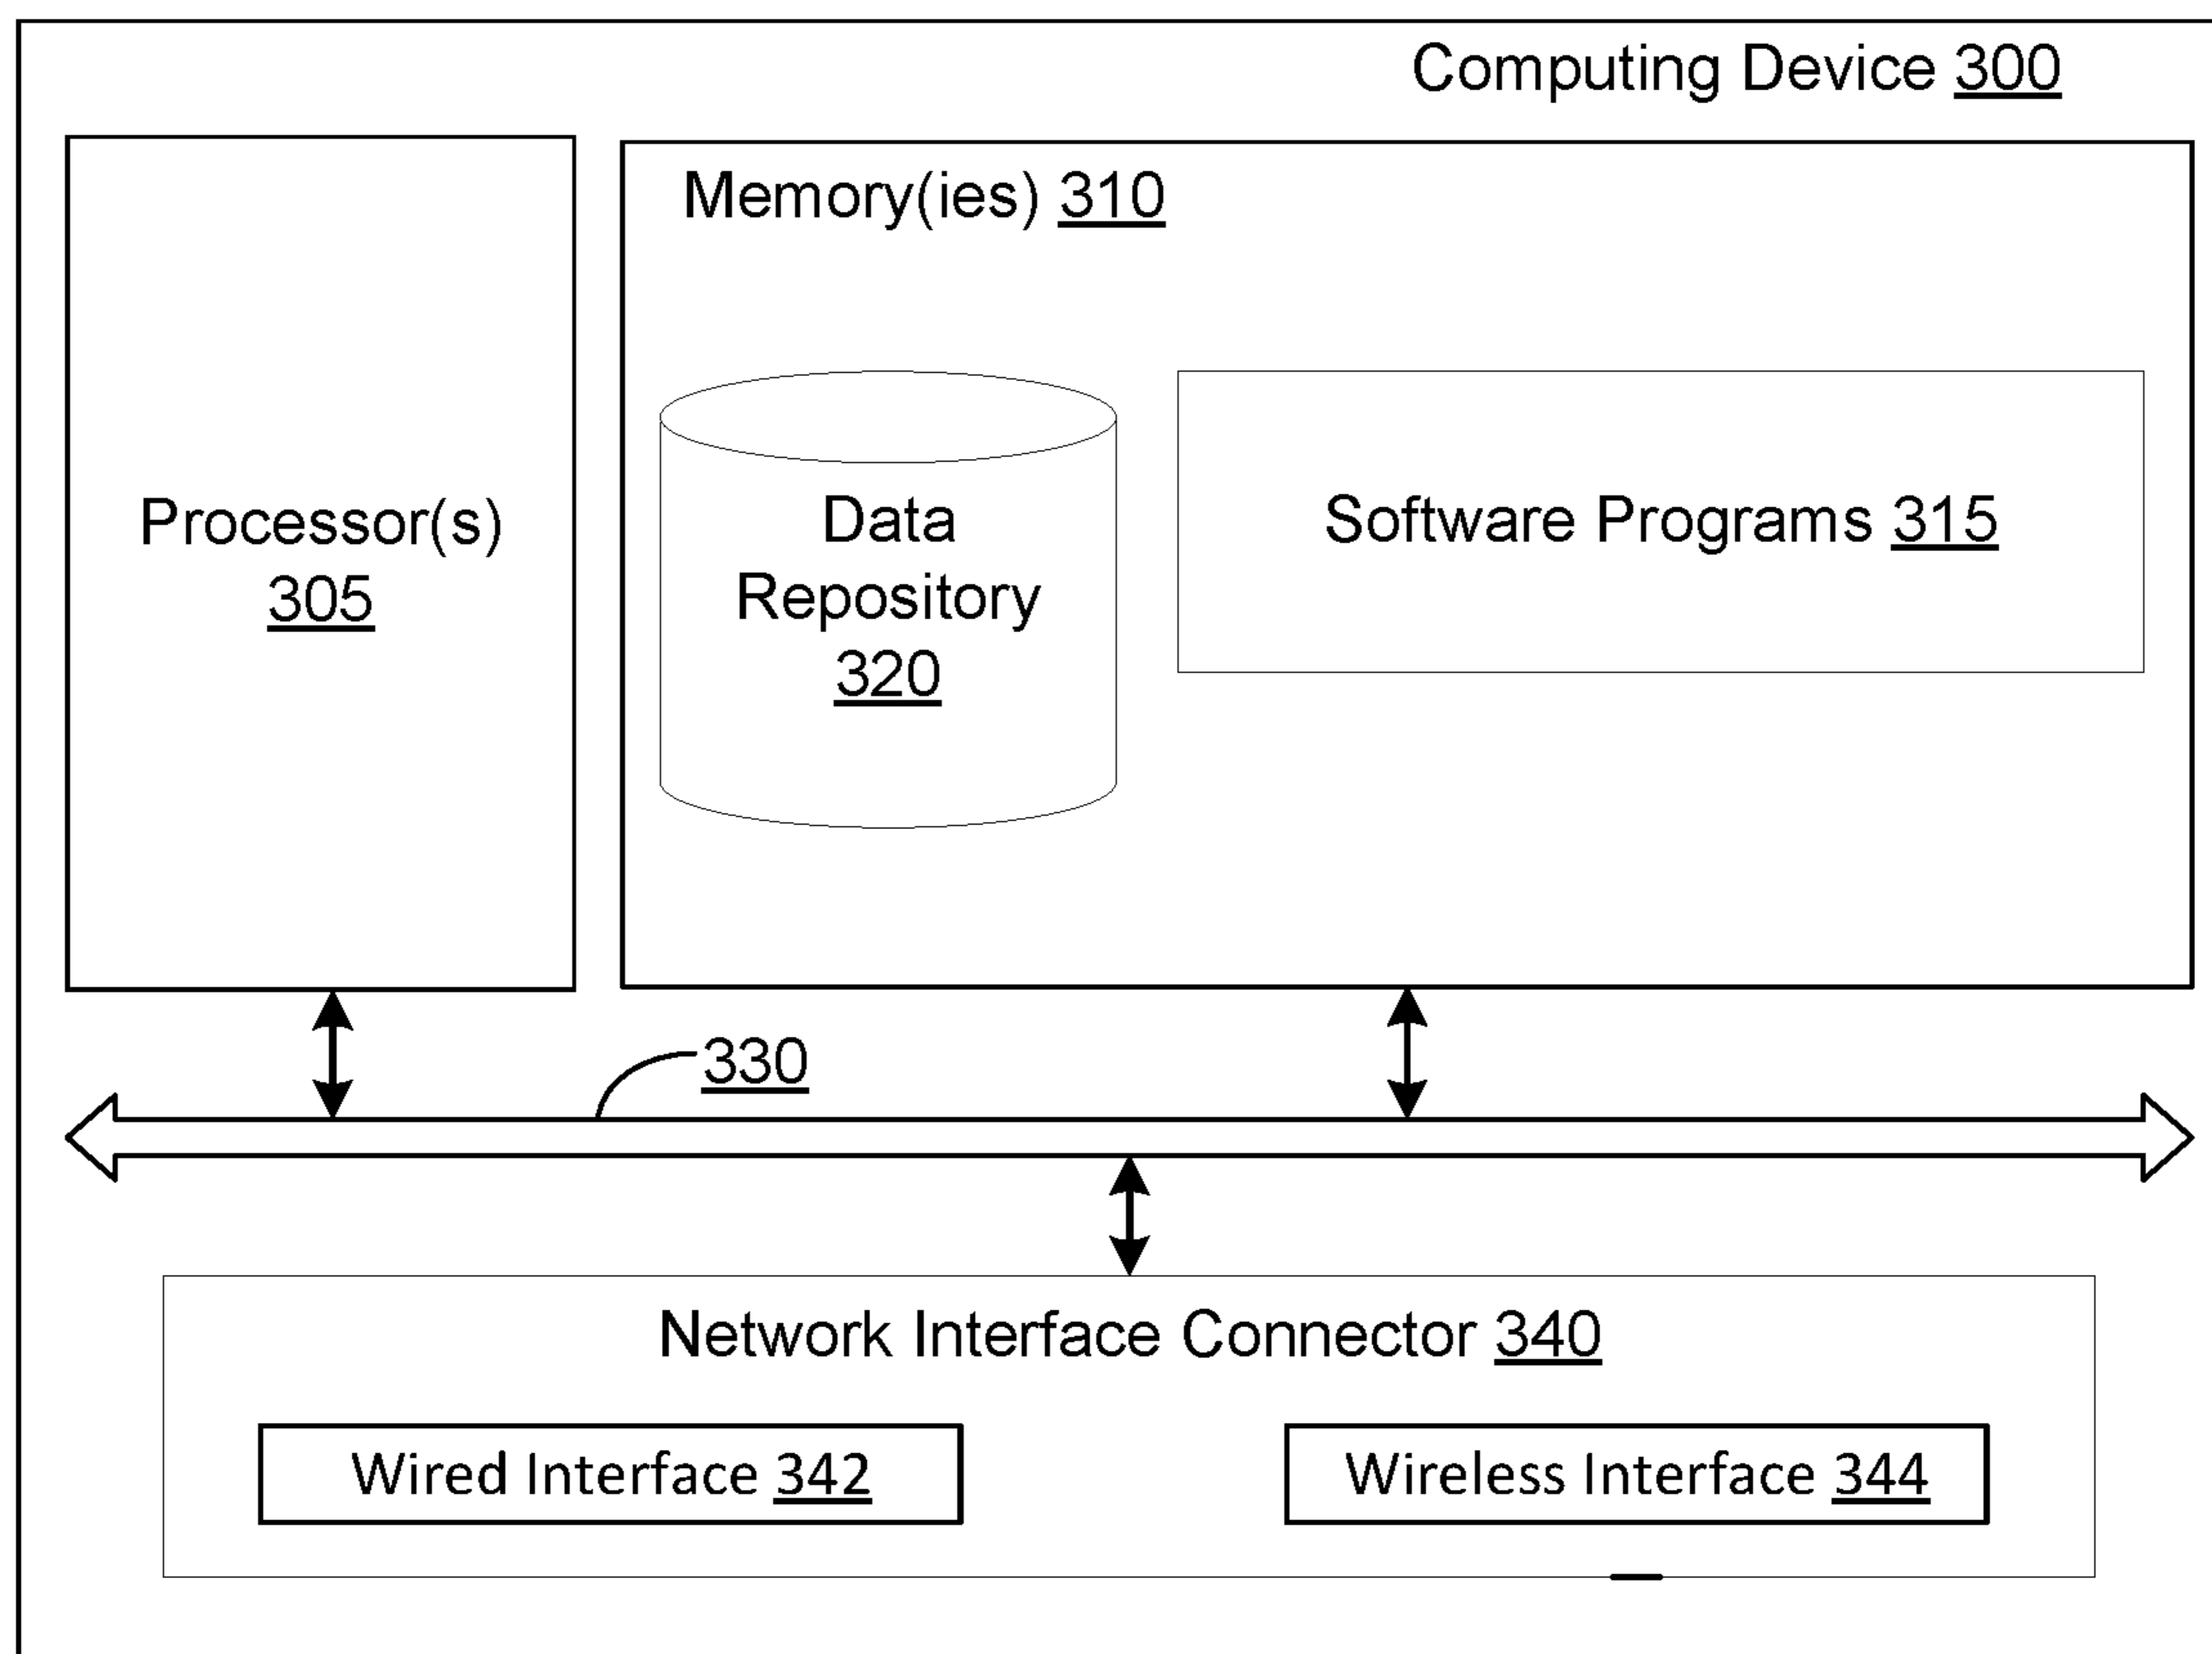 Computing Device 300
Memory(ies) 310
Processor(s)
305
Data
Repository
320
Software Programs 315
330
Network Interface Connector 340
Wired Interface 342
Wireless Interface 344